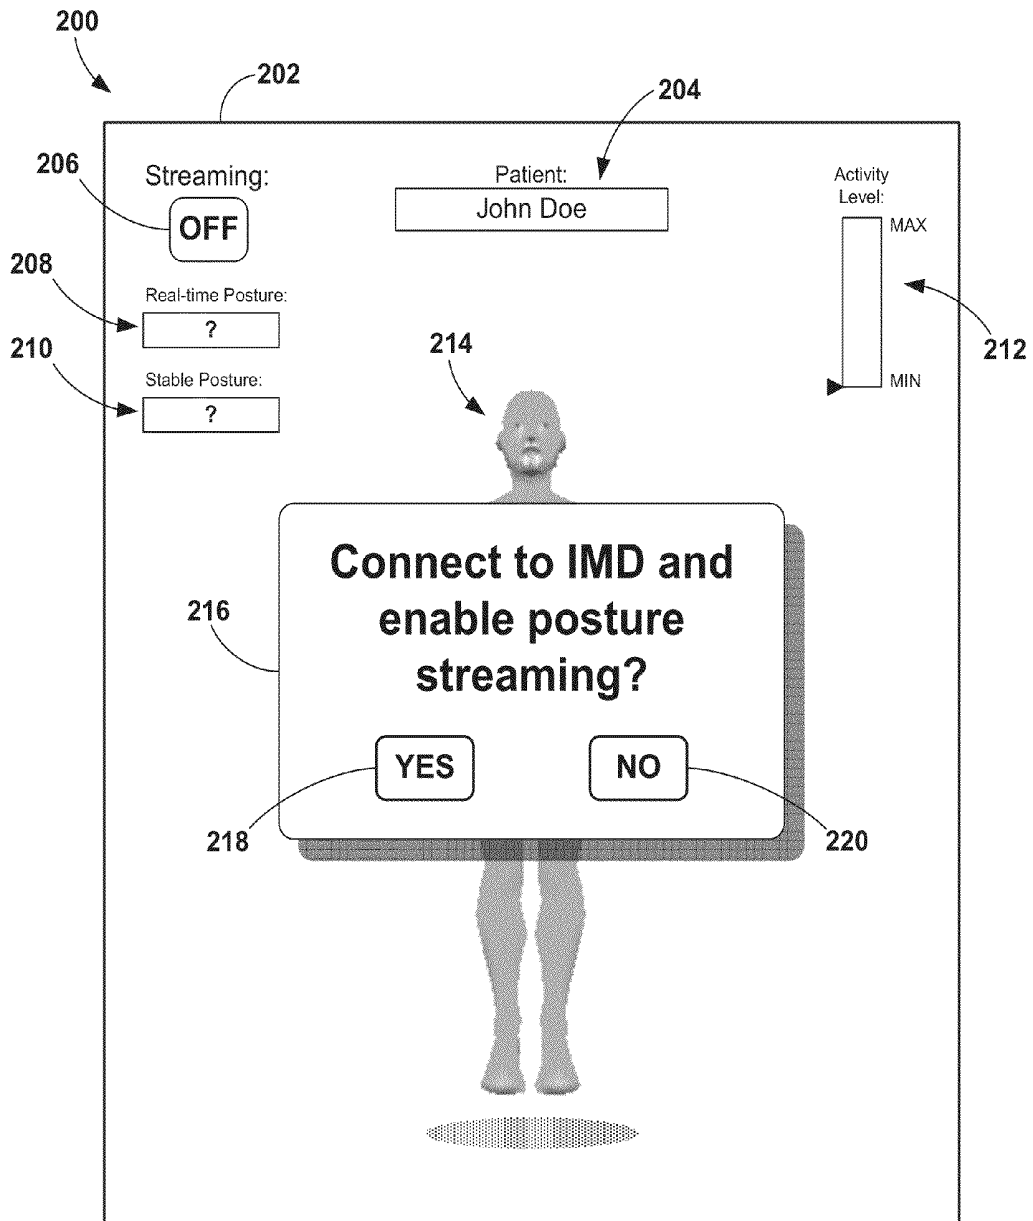 200
202
204
206
Streaming:
OFF
Patient:
John Doe
Activity
Level:
MAX
MIN
208
Real-time Posture:
?
210
Stable Posture:
?
212
214
216
Connect to IMD and
enable posture
streaming?
YES
NO
218
220